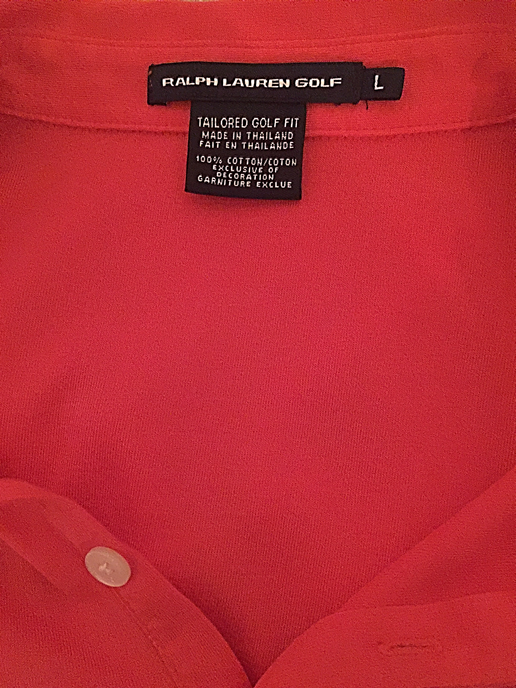 RALPH LAUREN GOLF
L
TAILORED GOLF FIT
MADE IN THAILAND
FAIT EN THAILANDE
100% COTTON/COTON
EXCLUSIVE OF
DECORATION
GARNITURE EXCLUE